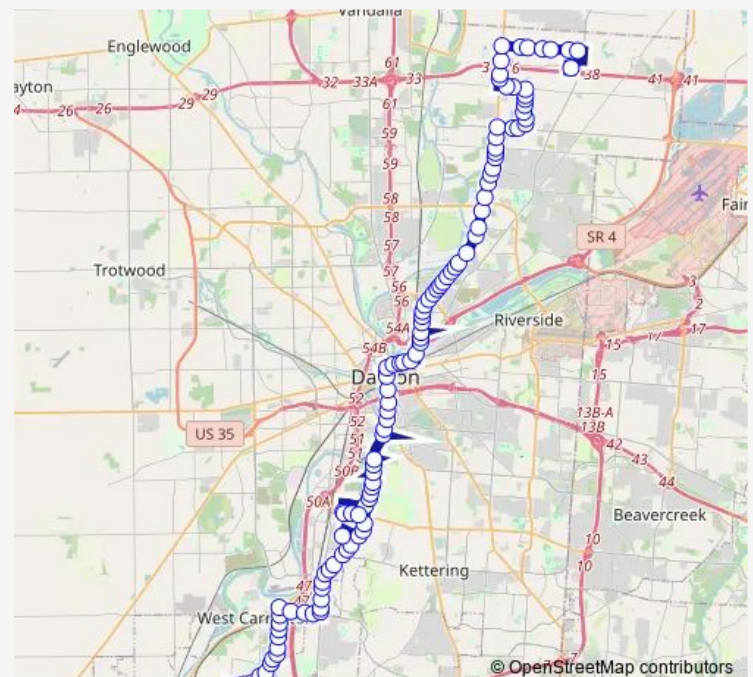 Vandalia
Englewood
61
32
33A
33
38
41
41
ayton
29
29
26
26
61
59
59
58
58
57
57
56
56
SR 4
Fair
Trotwood
3
2
54A
Riverside
54B
15
17
17
Dayton
15
52
52
US 35
51
51
13B-A
13B
42
43
44
50B
50A
Beavercreek
10
10
Kettering
47
47
West Carr
7
© OpenStreetMap contributors